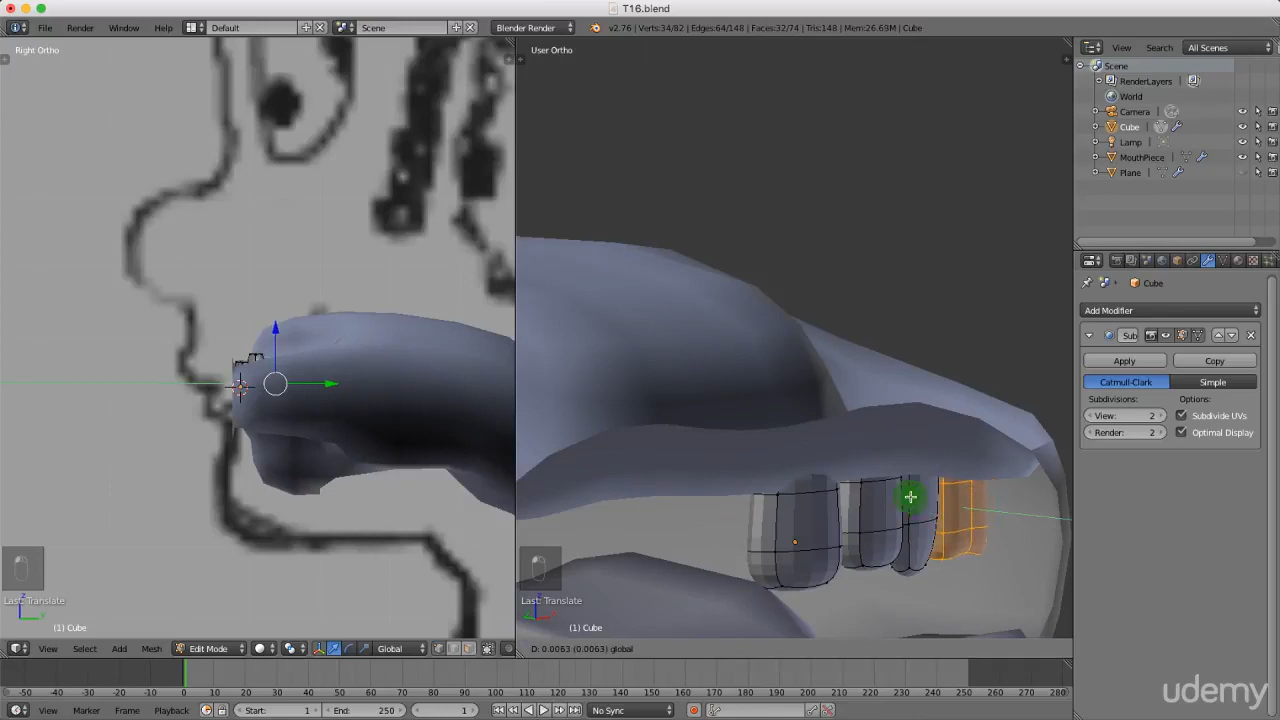 T16.blend
File Render Window Help Default Scene Blender Render v2.76 | Verts:34/82 | Edges:64/148 | Faces:32/74 | Tris:148 | Mem:26.69M | Cube
Right Ortho
User Ortho
View Search All Scenes
Scene
RenderLayers
World
Camera
Cube
Lamp
MouthPiece
Plane
Cube
Add Modifier
Sub
Apply Copy
Catmull-Clark Simple
Subdivisions: Options:
View: 2 Subdivide UVs
Render: 2 Optimal Display
Last: Translate
Last: Translate
(1) Cube
(1) Cube
View Select Add Mesh Edit Mode Global D: 0.0063 (0.0063) global
-50 -40 -30 -20 -10 0 10 20 30 40 50 60 70 80 90 100 110 120 130 140 150 160 170 180 190 200 210 220 230 240 250 260 270 280
View Marker Frame Playback Start: 1 End: 250 1 No Sync
udemy